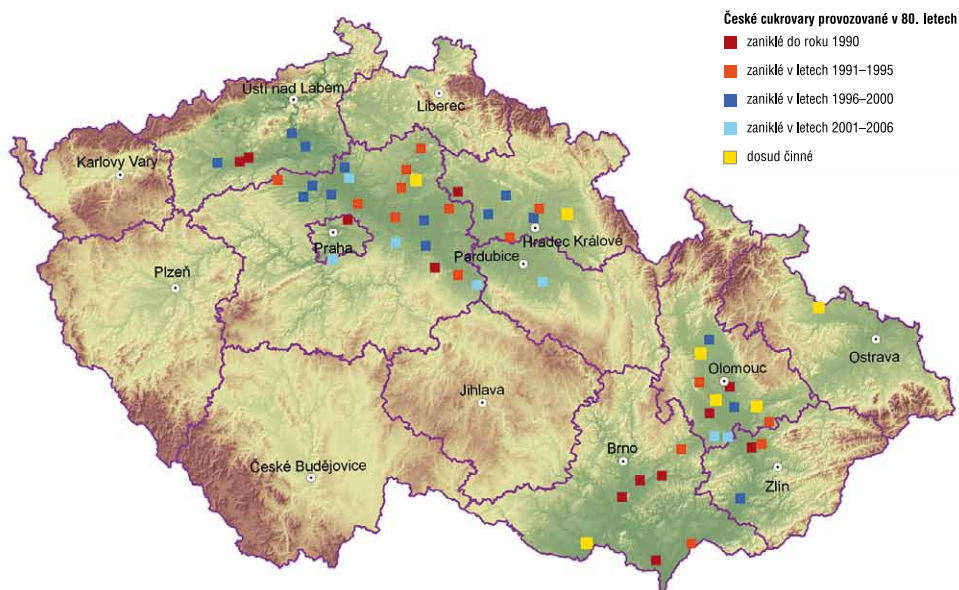 České cukrovary provozované v 80. letech
zaniklé do roku 1990
zaniklé v letech 1991–1995
zaniklé v letech 1996–2000
zaniklé v letech 2001–2006
dosud činné
Ústí nad Labem
Liberec
Karlovy Vary
Praha
Hradec Králové
Pardubice
Plzeň
Ostrava
Olomouc
Jihlava
Brno
České Budějovice
Zlín